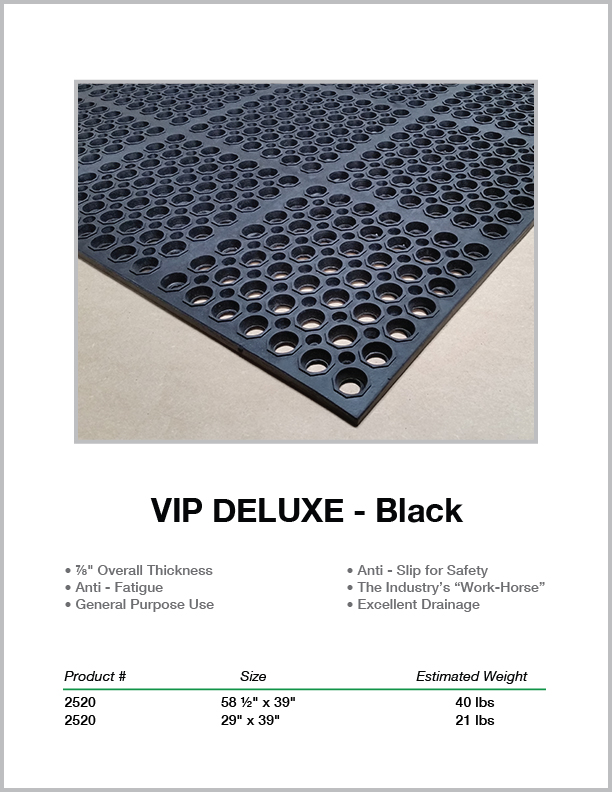 VIP DELUXE - Black
• ⅞" Overall Thickness
• Anti - Fatigue
• General Purpose Use
• Anti - Slip for Safety
• The Industry's “Work-Horse”
• Excellent Drainage
Product # Size Estimated Weight
2520 58 ½" x 39" 40 lbs
2520 29" x 39" 21 lbs